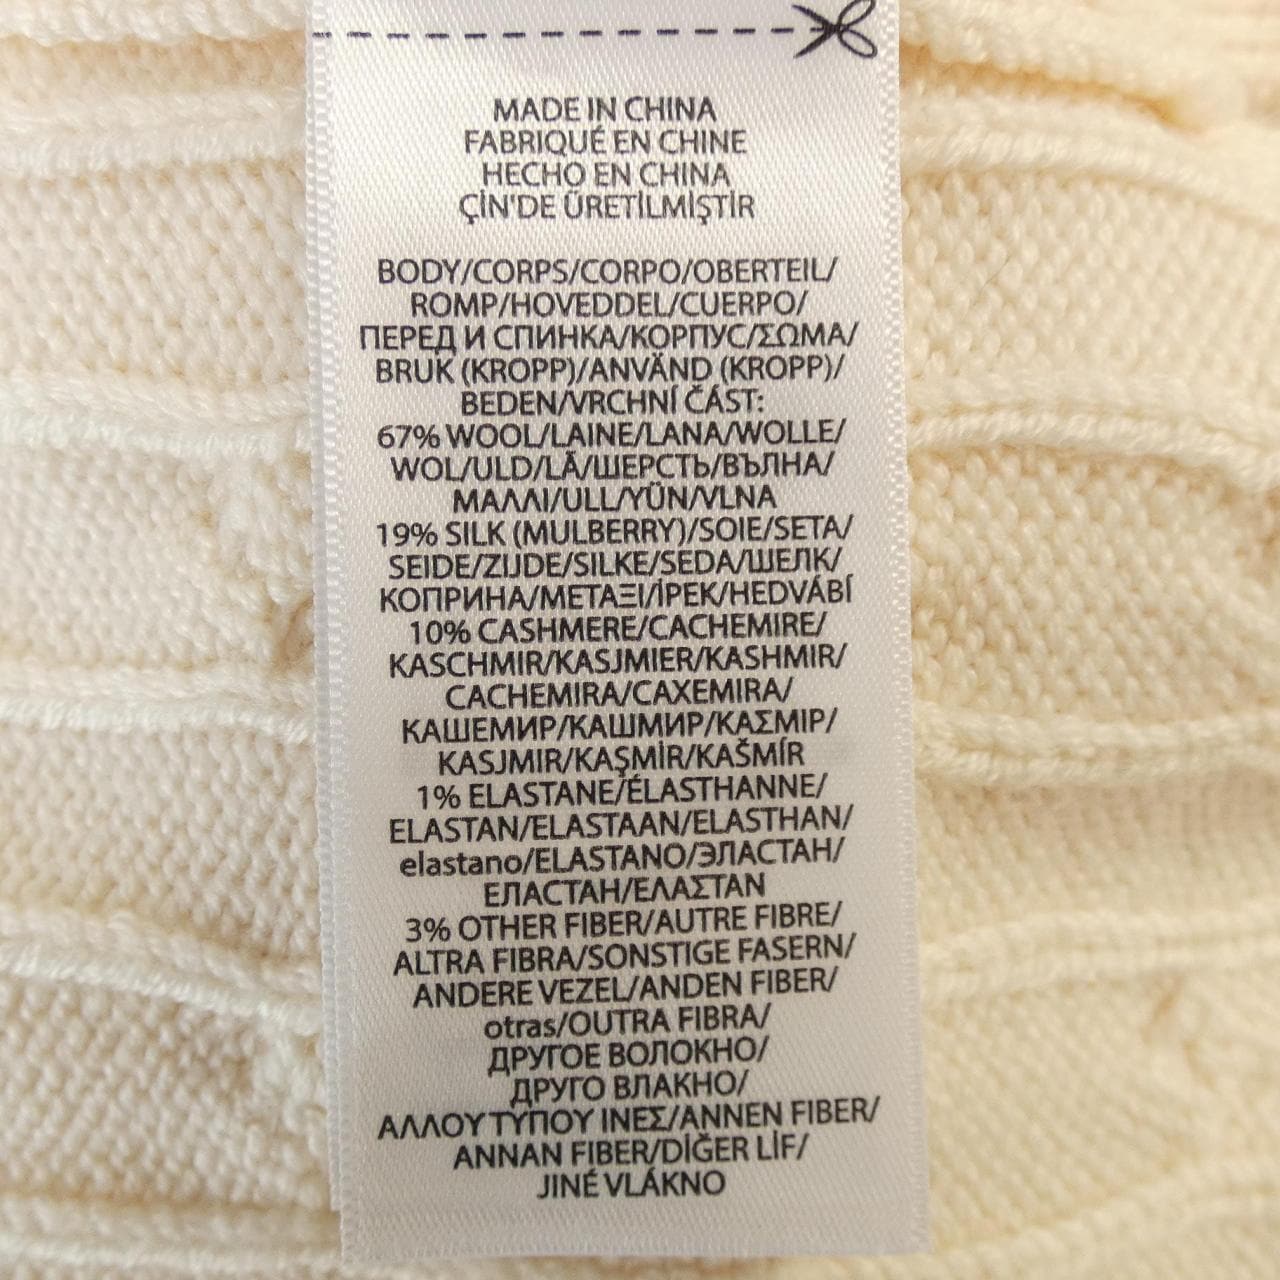 MADE IN CHINA
FABRIQUÉ EN CHINE
HECHO EN CHINA
ÇİN'DE ÜRETİLMİŞTİR
BODY/CORPS/CORPO/OBERTEIL/
ROMP/HOVEDDEL/CUERPO/
ПЕРЕД И СПИНКА/КОРПУС/ΣΩΜΑ/
BRUK (KROPP)/ANVÄND (KROPP)/
BEDEN/VRCHNÍ ČÁST:
67% WOOL/LAINE/LANA/WOLLE/
WOL/ULD/LÃ/ШЕРСТЬ/ВЪЛНА/
ΜΑΛΛΙ/ULL/YÜN/VLNA
19% SILK (MULBERRY)/SOIE/SETA/
SEIDE/ZIJDE/SILKE/SEDA/ШЕЛК/
КОПРИНА/ΜΕΤΑΞΙ/İPEK/HEDVÁBÍ
10% CASHMERE/CACHEMIRE/
KASCHMIR/KASJMIER/KASHMIR/
CACHEMIRA/CAXEMIRA/
КАШЕМИР/КАШМИР/ΚΑΣΜΙΡ/
KASJMIR/KAŞMİR/KAŠMÍR
1% ELASTANE/ÉLASTHANNE/
ELASTAN/ELASTAAN/ELASTHAN/
elastano/ELASTANO/ЭЛАСТАН/
ЕЛАСТАН/ΕΛΑΣΤΑΝ
3% OTHER FIBER/AUTRE FIBRE/
ALTRA FIBRA/SONSTIGE FASERN/
ANDERE VEZEL/ANDEN FIBER/
otras/OUTRA FIBRA/
ДРУГОЕ ВОЛОКНО/
ДРУГО ВЛАКНО/
ΑΛΛΟΥ ΤΥΠΟΥ ΙΝΕΣ/ANNEN FIBER/
ANNAN FIBER/DİĞER LİF/
JINÉ VLÁKNO